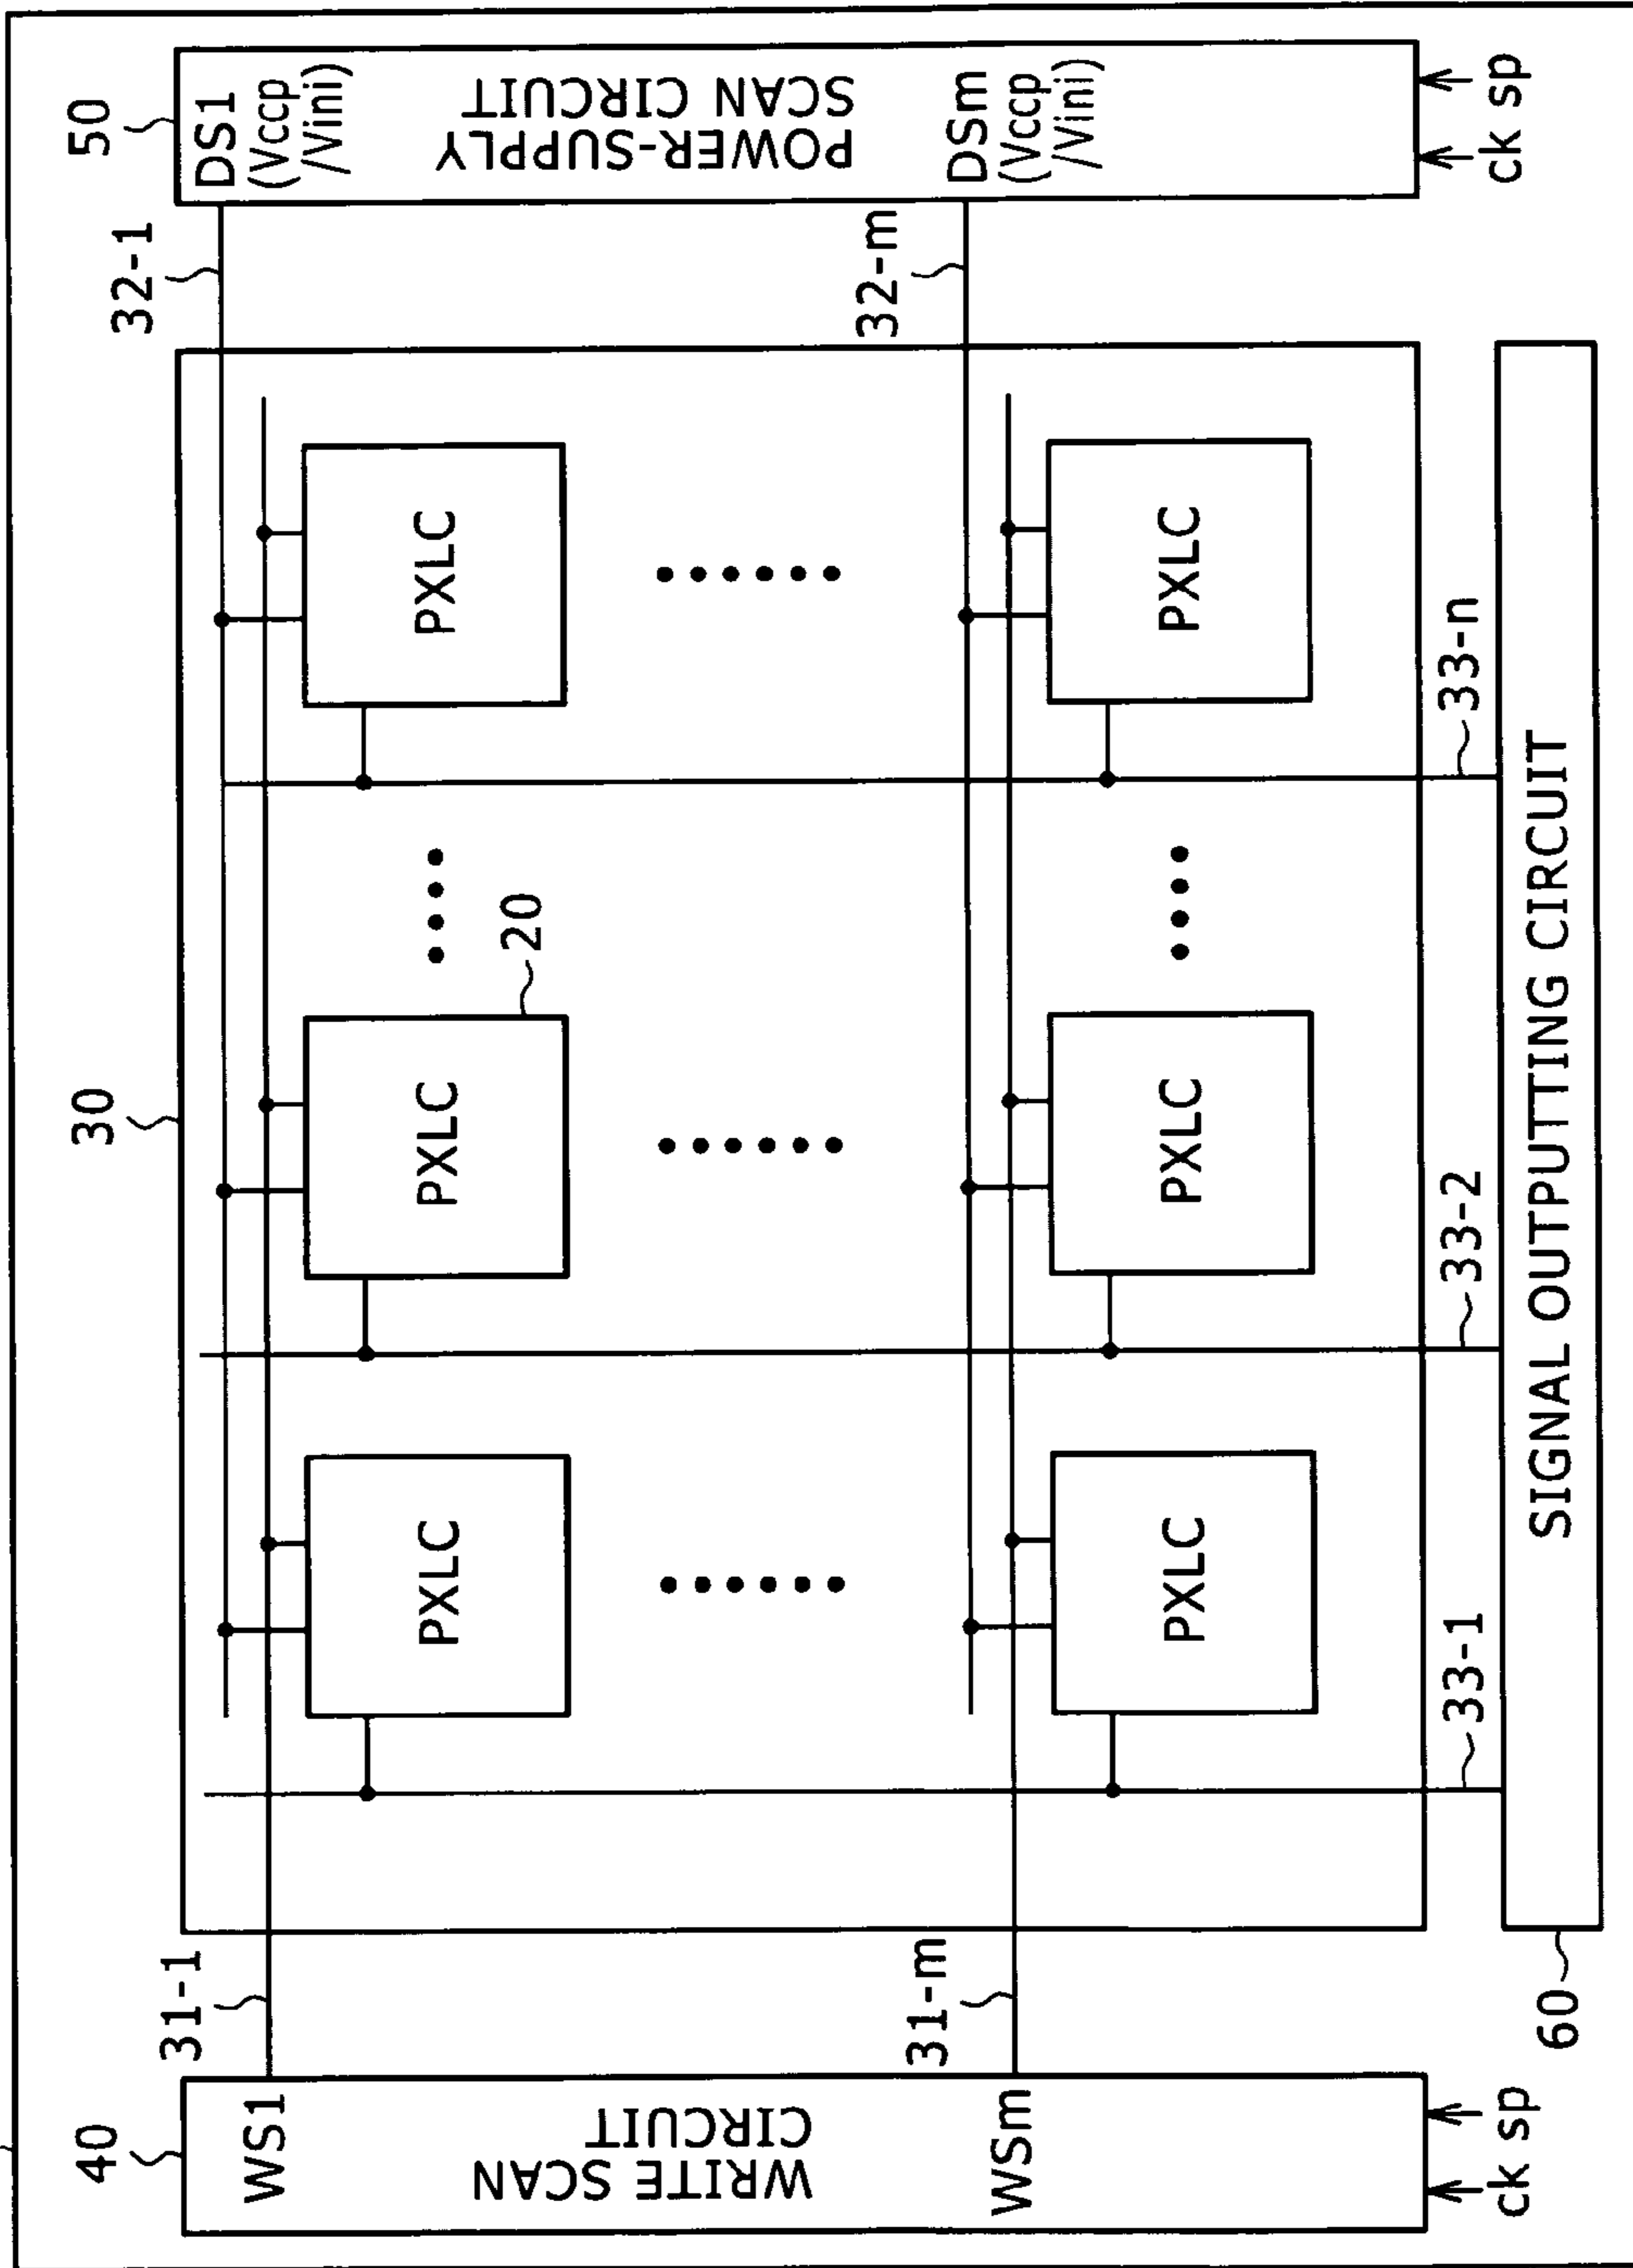 40
WS1
WRITE SCAN
CIRCUIT
WSm
ck sp
31-1
31-m
30
PXLC
PXLC
20
PXLC
PXLC
PXLC
PXLC
33-1
33-2
33-n
60
SIGNAL OUTPUTTING CIRCUIT
32-1
32-m
50
DS1
(Vccp
/Vini)
POWER-SUPPLY
SCAN CIRCUIT
DSm
(Vccp
/Vini)
ck sp